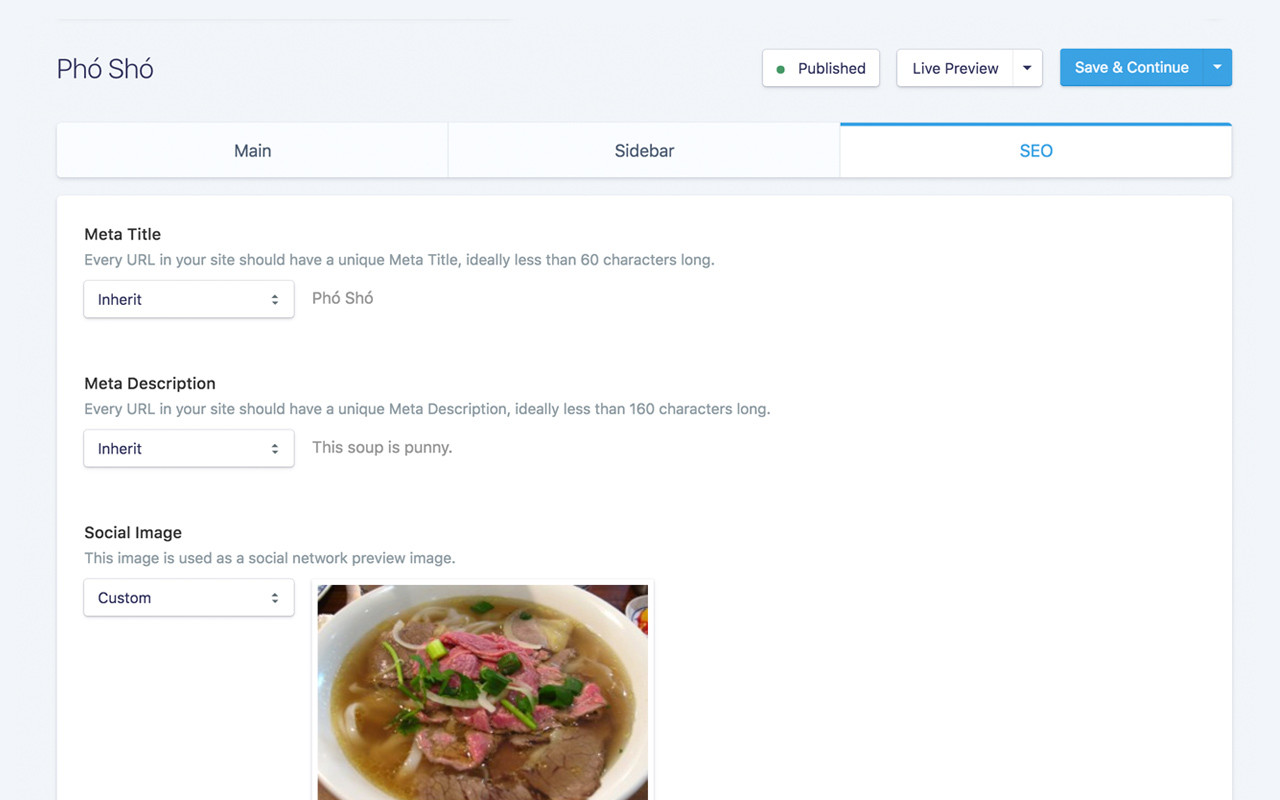 Phó Shó
Published
Live Preview
Save & Continue
Main
Sidebar
SEO
Meta Title
Every URL in your site should have a unique Meta Title, ideally less than 60 characters long.
Inherit
Phó Shó
Meta Description
Every URL in your site should have a unique Meta Description, ideally less than 160 characters long.
Inherit
This soup is punny.
Social Image
This image is used as a social network preview image.
Custom